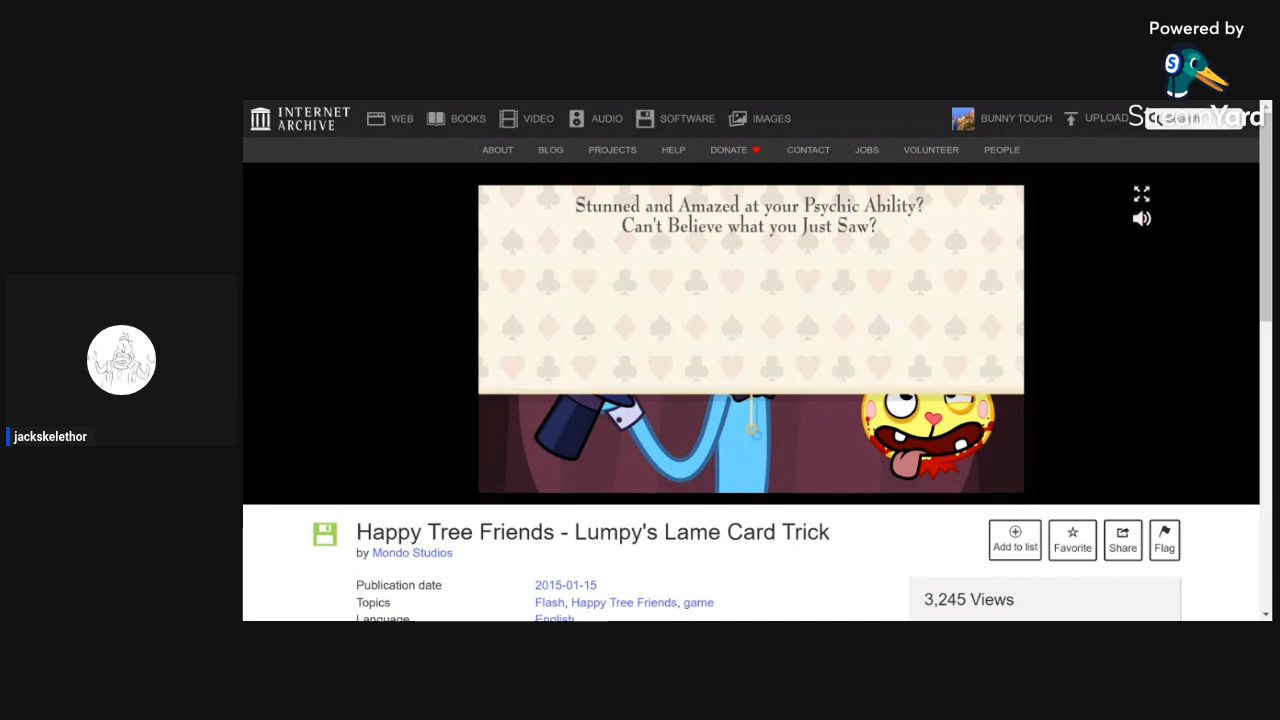 Powered by
S
StreamYard
INTERNET
ARCHIVE
WEB
BOOKS
VIDEO
AUDIO
SOFTWARE
IMAGES
BUNNY TOUCH
UPLOAD
Search
ABOUT
BLOG
PROJECTS
HELP
DONATE
CONTACT
JOBS
VOLUNTEER
PEOPLE
Stunned and Amazed at your Psychic Ability?
Can't Believe what you Just Saw?
jackskelethor
Happy Tree Friends - Lumpy's Lame Card Trick
by Mondo Studios
Add to list
Favorite
Share
Flag
Publication date 2015-01-15
Topics Flash, Happy Tree Friends, game
Language English
3,245 Views